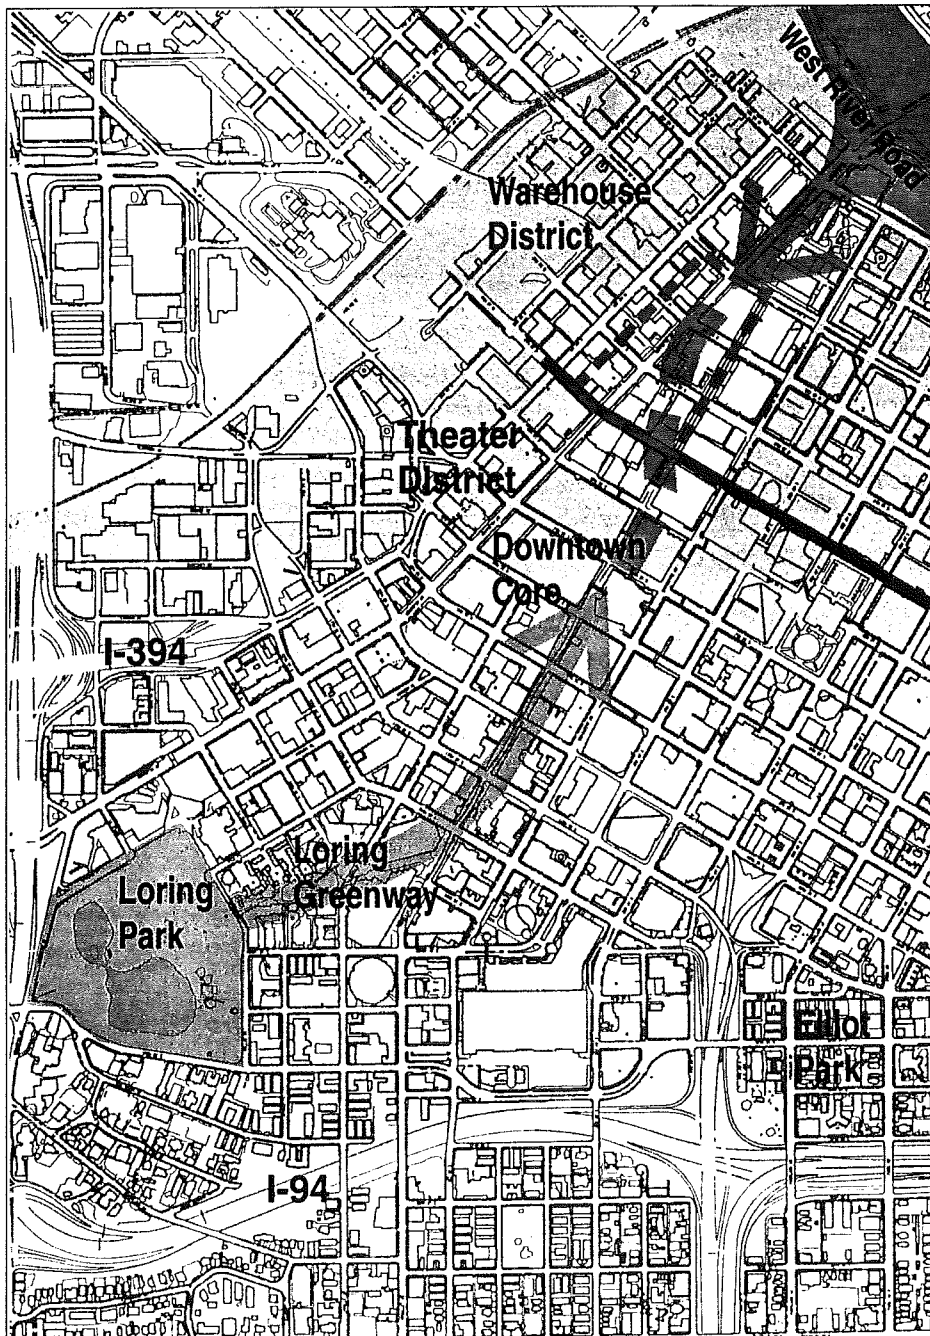 West River Road
Warehouse
District
Theater
District
Downtown
Core
I-394
Loring
Greenway
Loring
Park
Elliot
Park
I-94